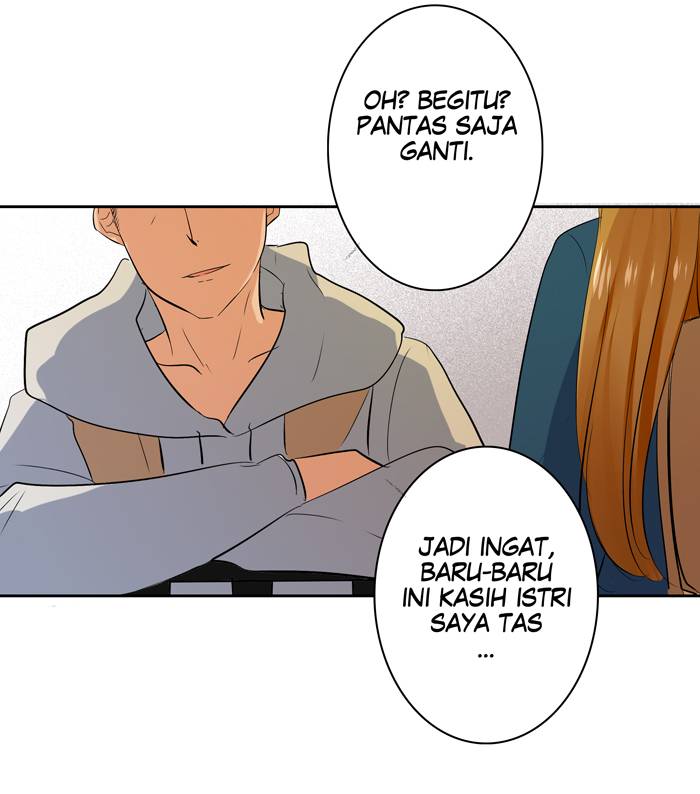 OH? BEGITU?
PANTAS SAJA
GANTI.
JADI INGAT,
BARU-BARU
INI KASIH ISTRI
SAYA TAS
...